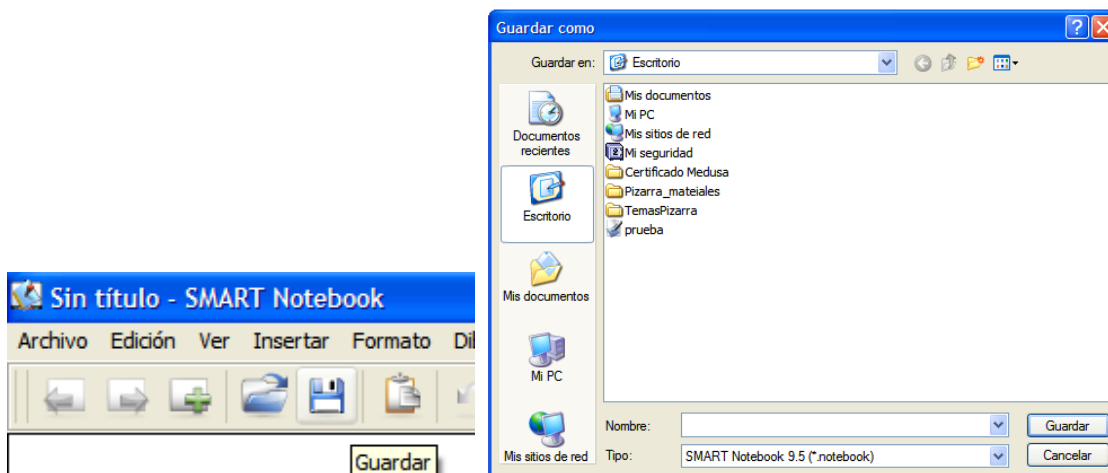 Sin título - SMART Notebook
Archivo Edición Ver Insertar Formato
Guardar
Guardar como
Guardar en: Escritorio
Documentos
recientes
Escritorio
Mis documentos
Mi PC
Mis sitios de red
Mis documentos
Mi PC
Mis sitios de red
Mi seguridad
Certificado Medusa
Pizarra_mateiales
TemasPizarra
prueba
Nombre: Guardar
Tipo: SMART Notebook 9.5 (*.notebook) Cancelar